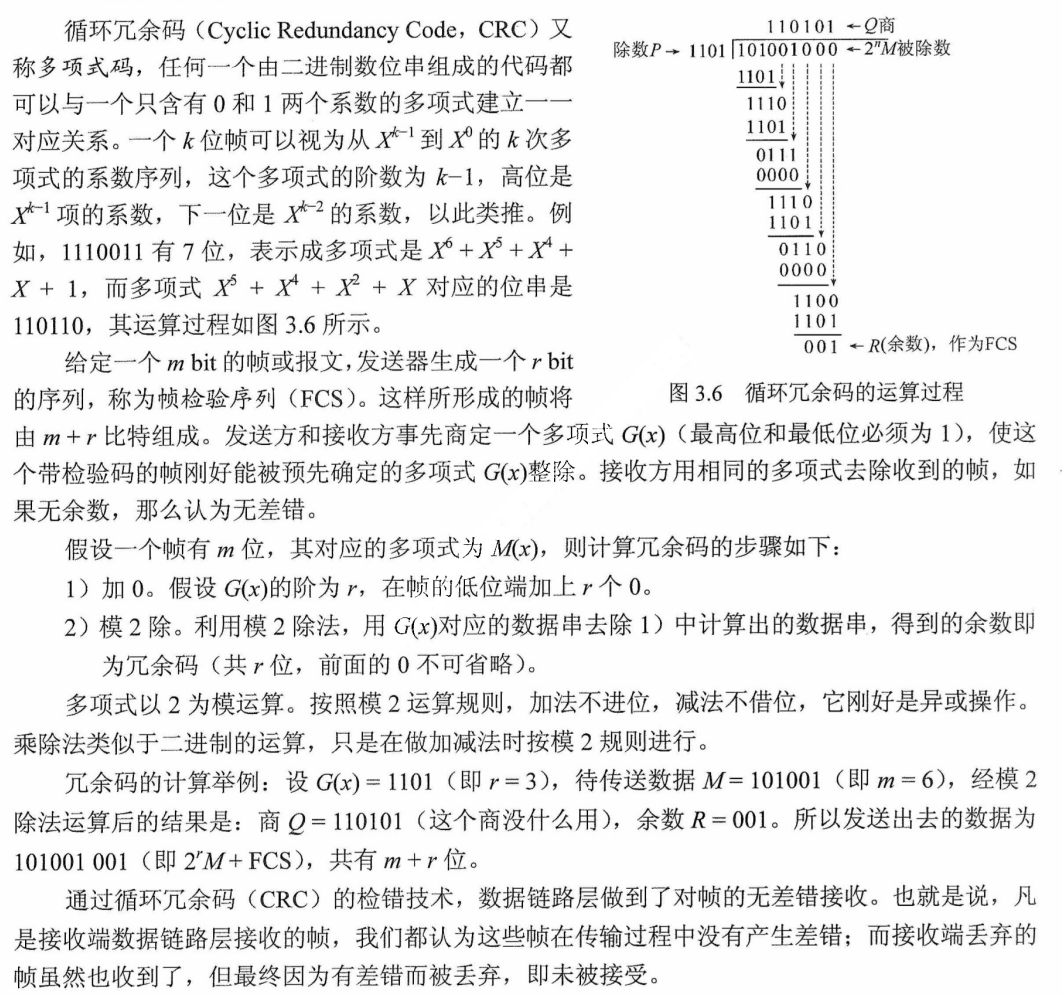 循环冗余码（Cyclic Redundancy Code，CRC）又
称多项式码，任何一个由二进制数位串组成的代码都
可以与一个只含有 0 和 1 两个系数的多项式建立一一
对应关系。一个 k 位帧可以视为从 X^{k-1} 到 X^0 的 k 次多
项式的系数序列，这个多项式的阶数为 k−1，高位是
X^{k-1} 项的系数，下一位是 X^{k-2} 的系数，以此类推。例
如，1110011 有 7 位，表示成多项式是 X^6 + X^5 + X^4 +
X + 1，而多项式 X^5 + X^4 + X^2 + X 对应的位串是
110110，其运算过程如图 3.6 所示。
给定一个 m bit 的帧或报文，发送器生成一个 r bit
的序列，称为帧检验序列（FCS）。这样所形成的帧将
110101 ←Q商
除数P→ 1101 101001000 ←2^nM被除数
1101
1110
1101
0111
0000
1110
1101
0110
0000
1100
1101
001 ←R(余数)，作为FCS
图 3.6 循环冗余码的运算过程
由 m + r 比特组成。发送方和接收方事先商定一个多项式 G(x)（最高位和最低位必须为 1），使这
个带检验码的帧刚好能被预先确定的多项式 G(x)整除。接收方用相同的多项式去除收到的帧，如
果无余数，那么认为无差错。
假设一个帧有 m 位，其对应的多项式为 M(x)，则计算冗余码的步骤如下：
1）加 0。假设 G(x)的阶为 r，在帧的低位端加上 r 个 0。
2）模 2 除。利用模 2 除法，用 G(x)对应的数据串去除 1）中计算出的数据串，得到的余数即
为冗余码（共 r 位，前面的 0 不可省略）。
多项式以 2 为模运算。按照模 2 运算规则，加法不进位，减法不借位，它刚好是异或操作。
乘除法类似于二进制的运算，只是在做加减法时按模 2 规则进行。
冗余码的计算举例：设 G(x) = 1101（即 r = 3），待传送数据 M = 101001（即 m = 6），经模 2
除法运算后的结果是：商 Q = 110101（这个商没什么用），余数 R = 001。所以发送出去的数据为
101001 001（即 2^rM + FCS），共有 m + r 位。
通过循环冗余码（CRC）的检错技术，数据链路层做到了对帧的无差错接收。也就是说，凡
是接收端数据链路层接收的帧，我们都认为这些帧在传输过程中没有产生差错；而接收端丢弃的
帧虽然也收到了，但最终因为有差错而被丢弃，即未被接受。